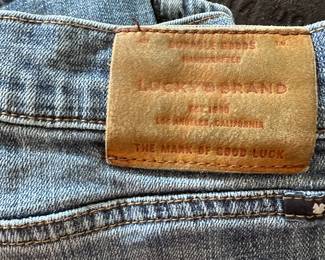 DURABLE GOODS
HANDCRAFTED
LUCKY BRAND
EST. 1990
LOS ANGELES, CALIFORNIA
THE MARK OF GOOD LUCK